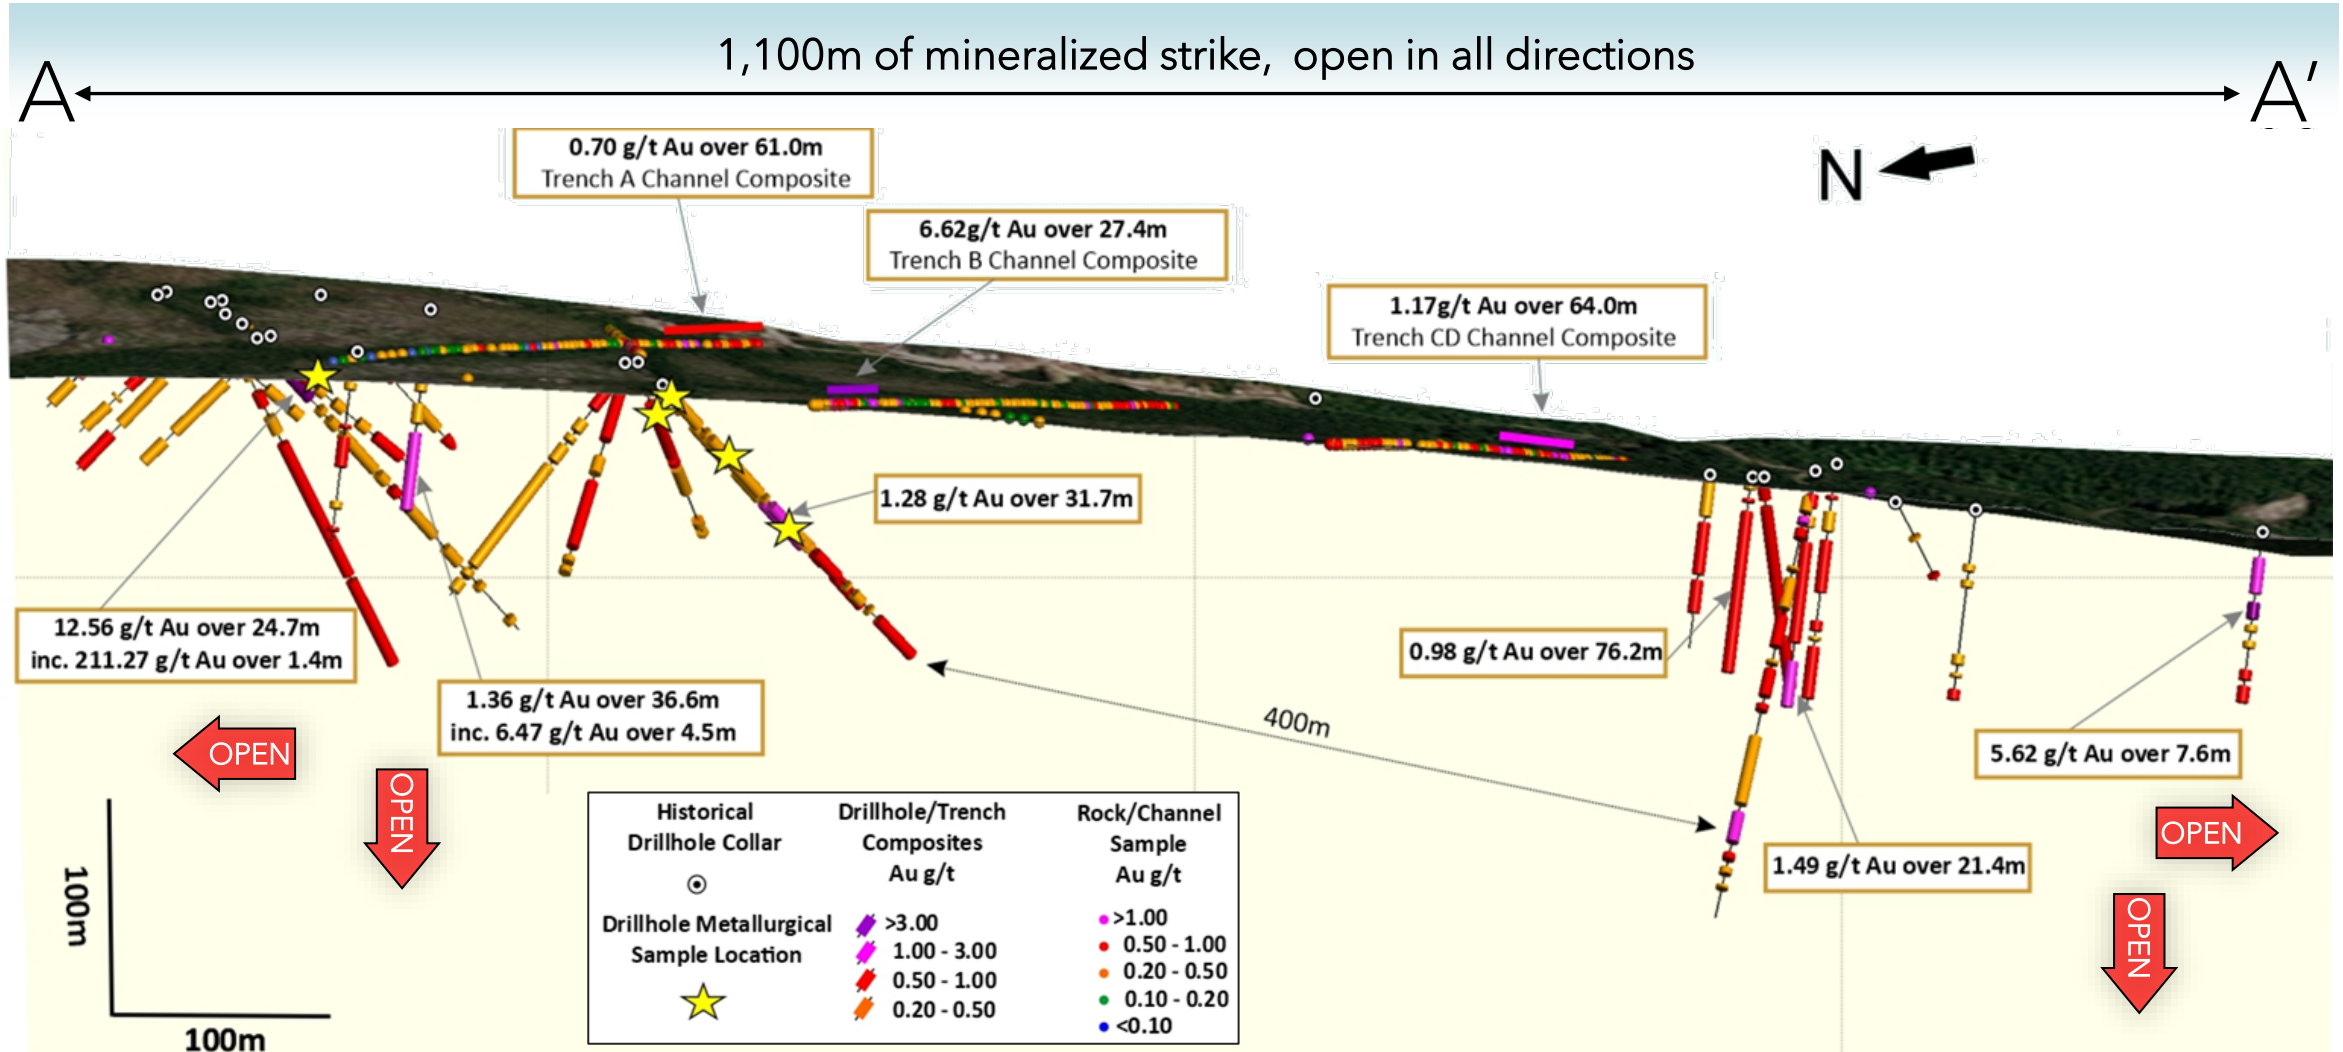 1,100m of mineralized strike, open in all directions
A
A'
N
0.70 g/t Au over 61.0m
Trench A Channel Composite
6.62g/t Au over 27.4m
Trench B Channel Composite
1.17g/t Au over 64.0m
Trench CD Channel Composite
1.28 g/t Au over 31.7m
12.56 g/t Au over 24.7m
inc. 211.27 g/t Au over 1.4m
1.36 g/t Au over 36.6m
inc. 6.47 g/t Au over 4.5m
0.98 g/t Au over 76.2m
5.62 g/t Au over 7.6m
1.49 g/t Au over 21.4m
400m
OPEN
OPEN
OPEN
OPEN
100m
100m
Historical
Drillhole Collar
Drillhole Metallurgical
Sample Location
Drillhole/Trench
Composites
Au g/t
>3.00
1.00 - 3.00
0.50 - 1.00
0.20 - 0.50
Rock/Channel
Sample
Au g/t
>1.00
0.50 - 1.00
0.20 - 0.50
0.10 - 0.20
<0.10